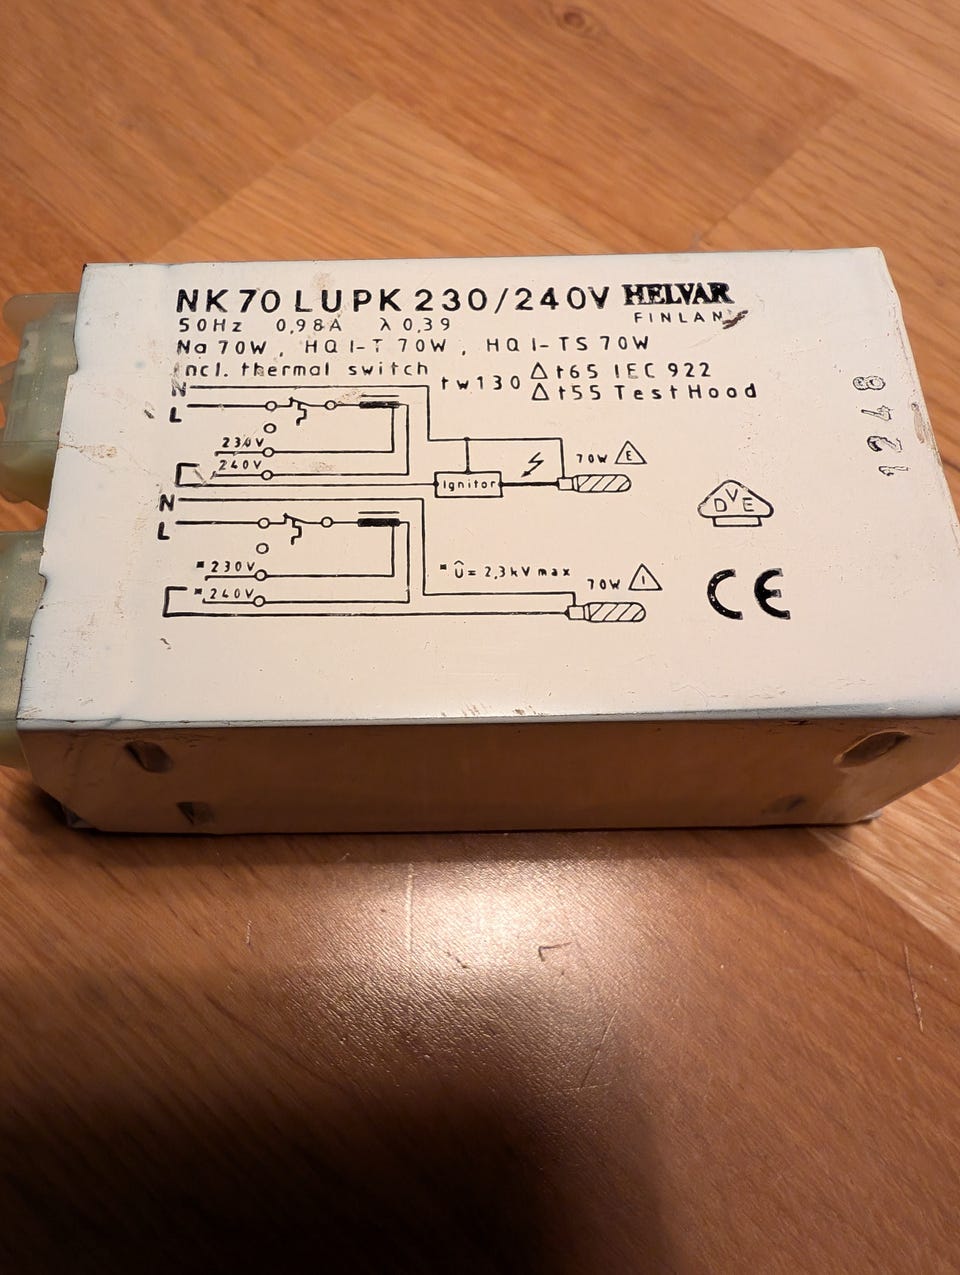 NK70 LUPK 230/240V HELVAR
FINLAN
50Hz 0,98A λ 0,39
Na 70W , HQI-T 70W , HQI-TS 70W
incl. thermal switch
tw130 Δt65 IEC 922
Δt55 Test Hood
N
L
230V
240V
Ignitor
70W E
N
L
*230V
*240V
*Û= 2,3kV max
70W I
DVE
CE
1248